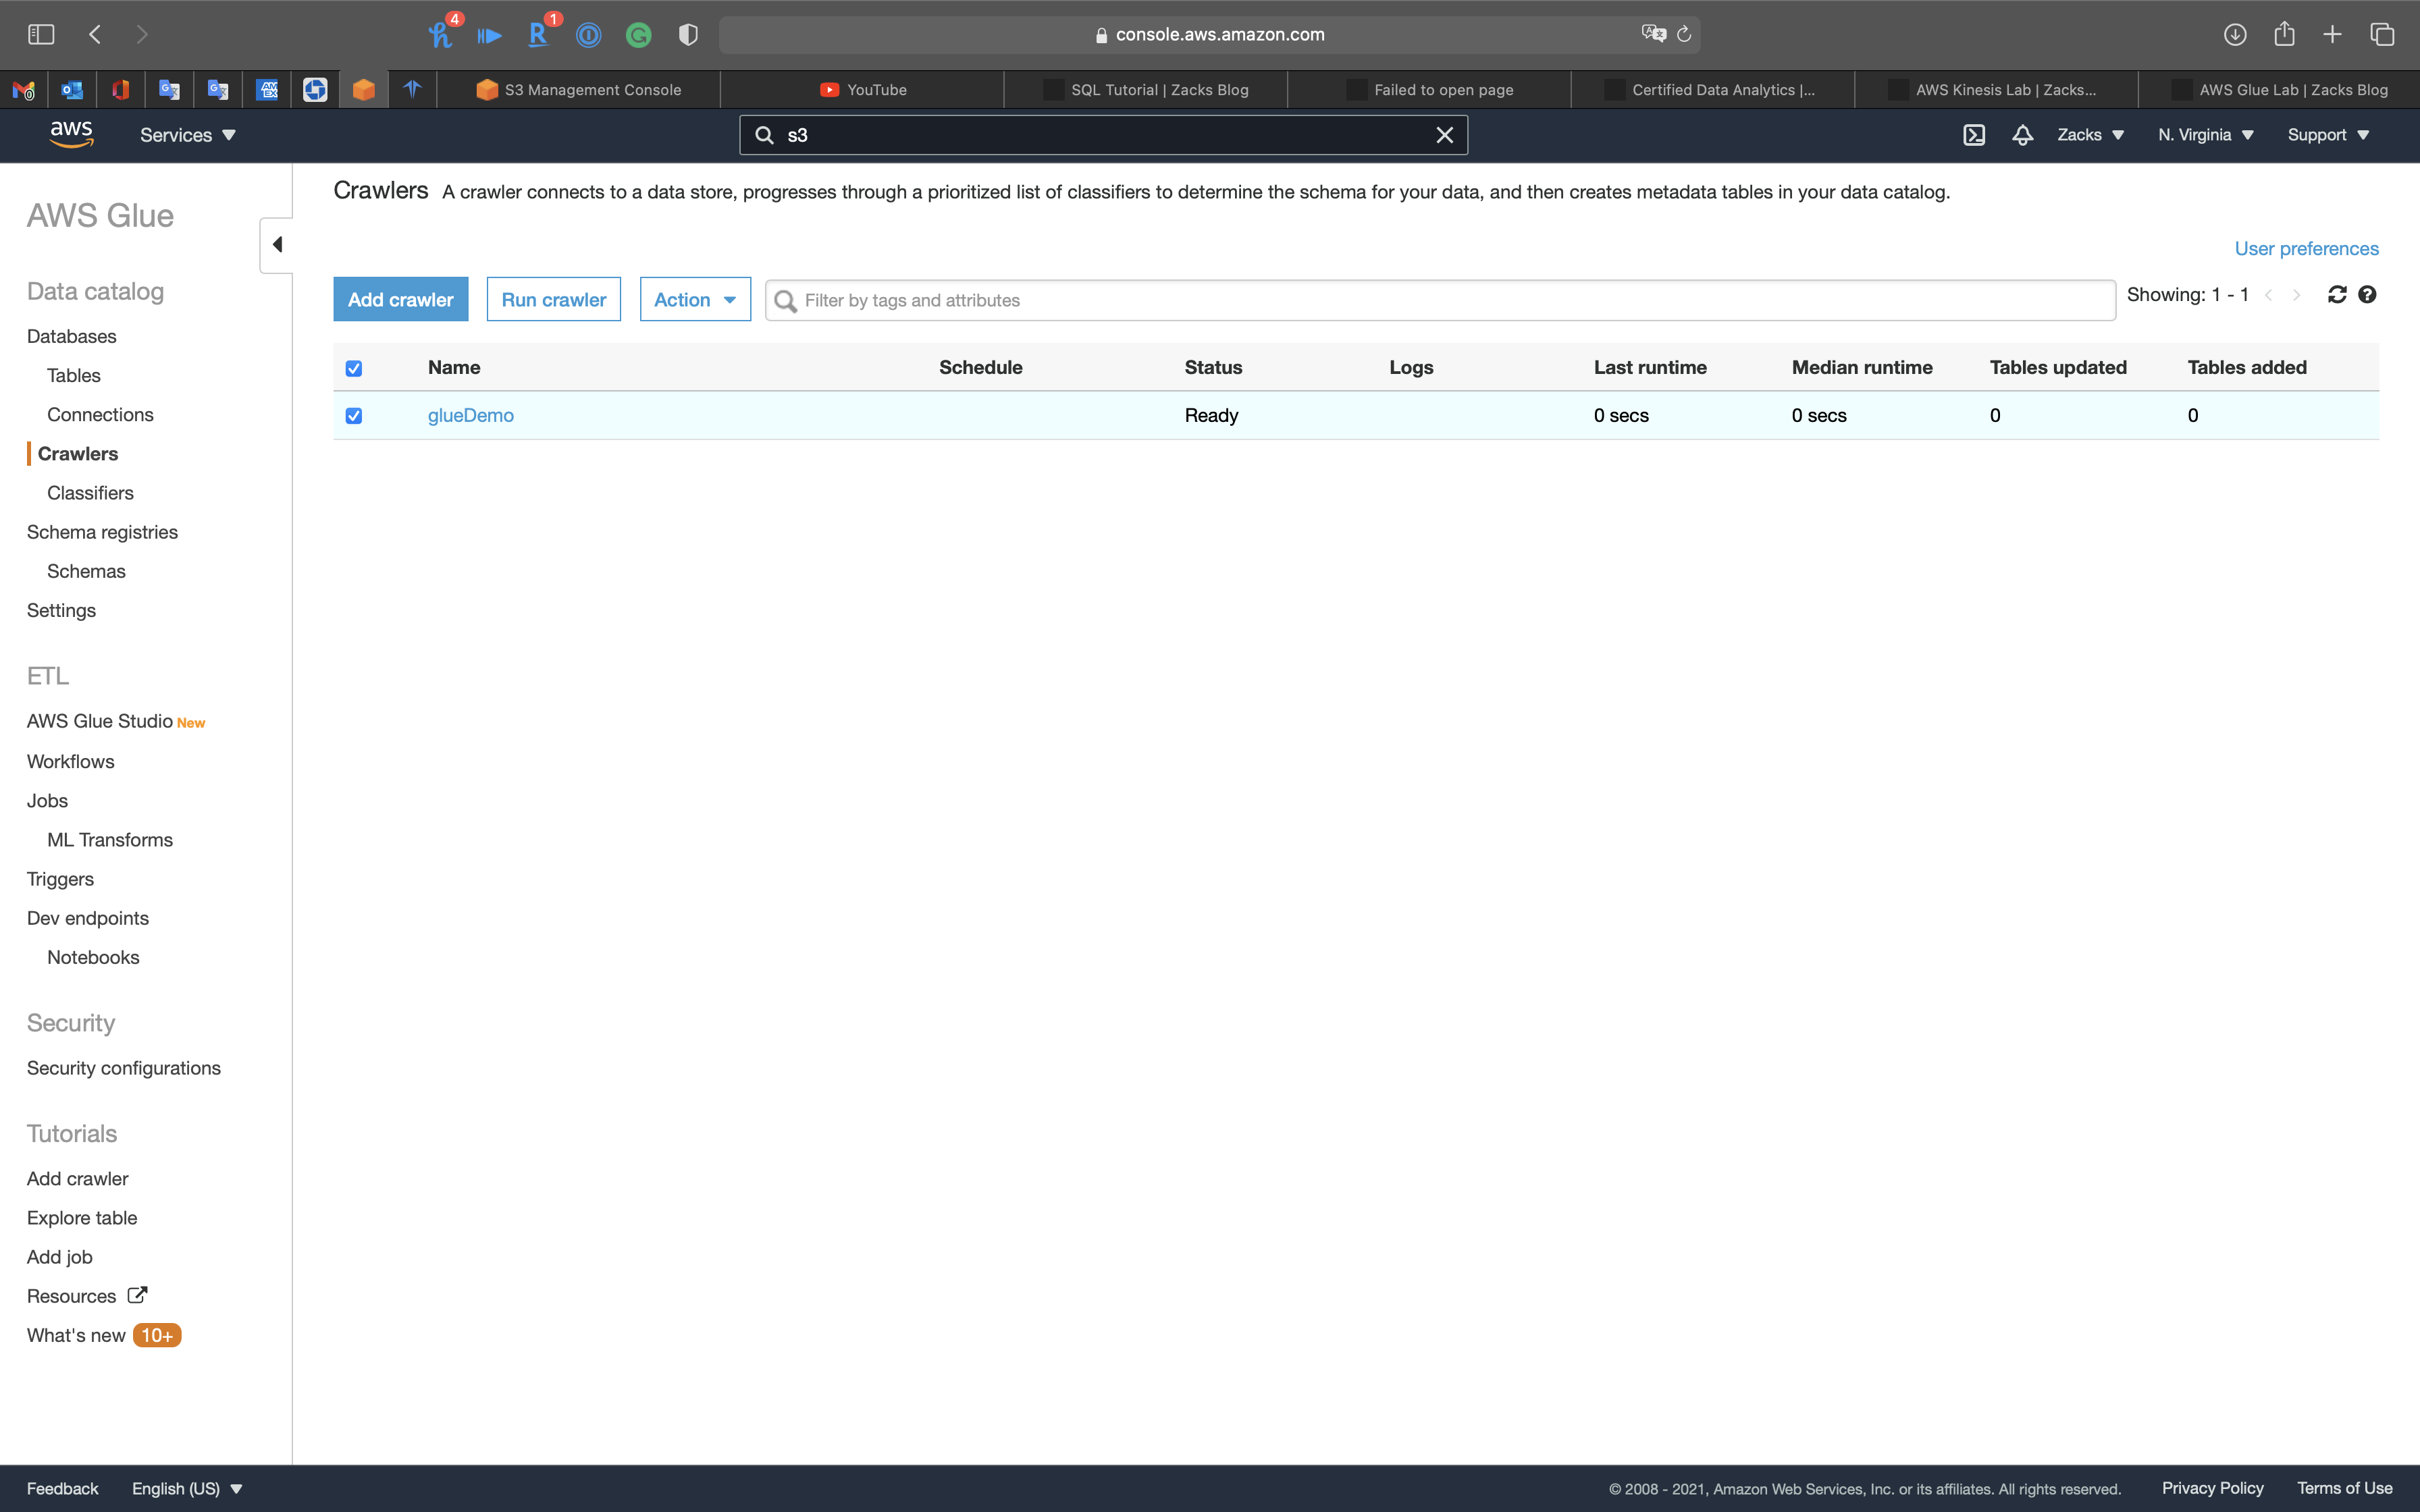 4
1
console.aws.amazon.com
S3 Management Console
YouTube
SQL Tutorial | Zacks Blog
Failed to open page
Certified Data Analytics |...
AWS Kinesis Lab | Zacks...
AWS Glue Lab | Zacks Blog
aws
Services
s3
Zacks
N. Virginia
Support
AWS Glue
Data catalog
Databases
Tables
Connections
Crawlers
Classifiers
Schema registries
Schemas
Settings
ETL
AWS Glue Studio New
Workflows
Jobs
ML Transforms
Triggers
Dev endpoints
Notebooks
Security
Security configurations
Tutorials
Add crawler
Explore table
Add job
Resources
What's new 10+
Crawlers A crawler connects to a data store, progresses through a prioritized list of classifiers to determine the schema for your data, and then creates metadata tables in your data catalog.
User preferences
Add crawler Run crawler Action Filter by tags and attributes Showing: 1 - 1
Name Schedule Status Logs Last runtime Median runtime Tables updated Tables added
glueDemo Ready 0 secs 0 secs 0 0
Feedback English (US) © 2008 - 2021, Amazon Web Services, Inc. or its affiliates. All rights reserved. Privacy Policy Terms of Use